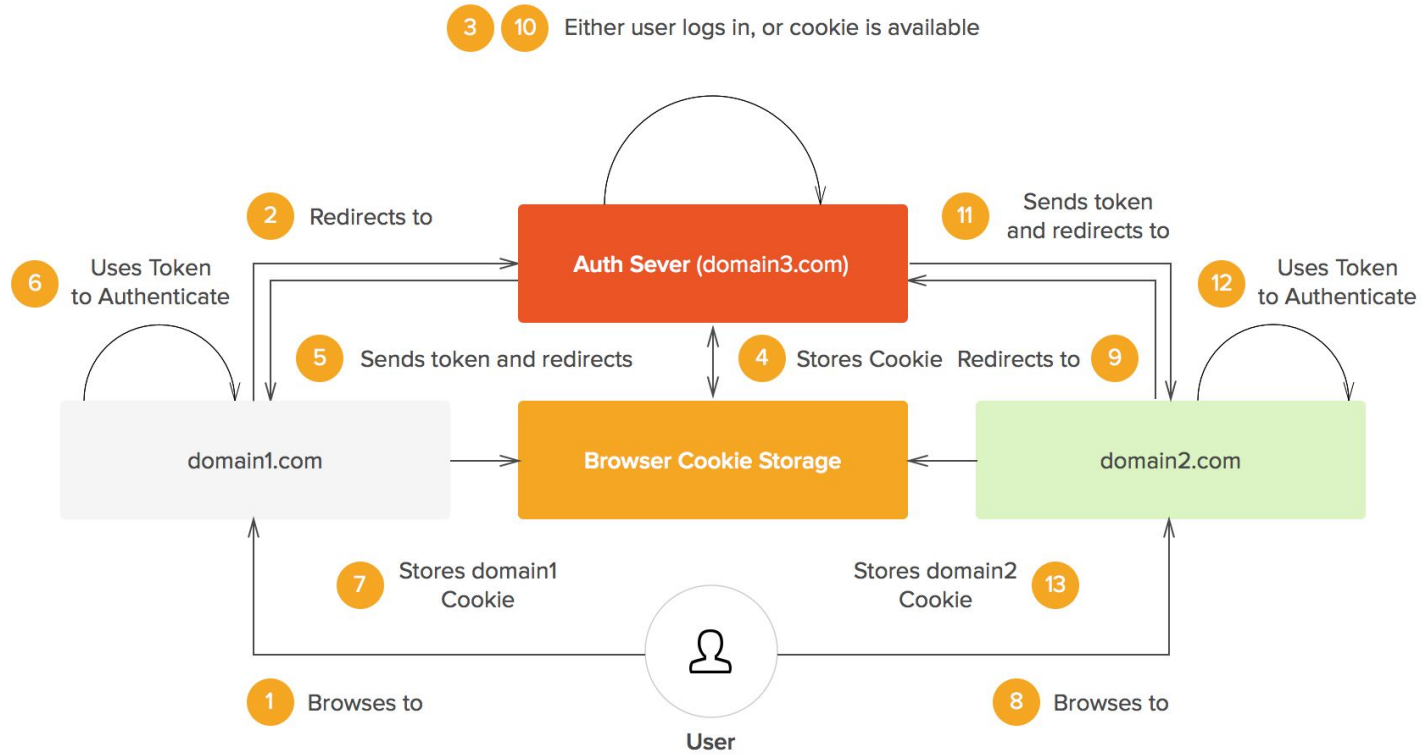 3 10 Either user logs in, or cookie is available
2 Redirects to
11 Sends token
and redirects to
Auth Sever (domain3.com)
6 Uses Token
to Authenticate
12 Uses Token
to Authenticate
5 Sends token and redirects
4 Stores Cookie
Redirects to 9
domain1.com
Browser Cookie Storage
domain2.com
7 Stores domain1
Cookie
Stores domain2
Cookie 13
1 Browses to
8 Browses to
User